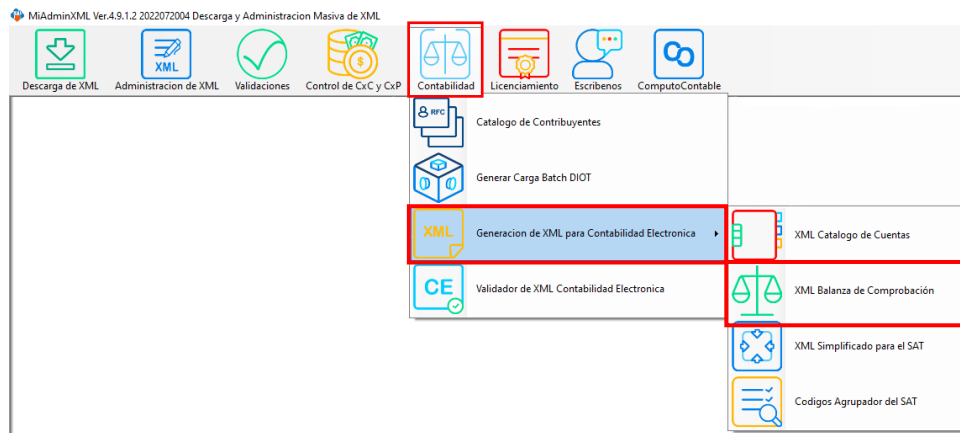 MiAdminXML Ver.4.9.1.2 2022072004 Descarga y Administracion Masiva de XML
XML
$
Descarga de XML Administracion de XML Validaciones Control de CxC y CxP Contabilidad Licenciamiento Escribenos ComputoContable
RFC
Catalogo de Contribuyentes
Generar Carga Batch DIOT
XML
Generacion de XML para Contabilidad Electronica
XML Catalogo de Cuentas
CE
Validador de XML Contabilidad Electronica
XML Balanza de Comprobación
XML Simplificado para el SAT
Codigos Agrupador del SAT